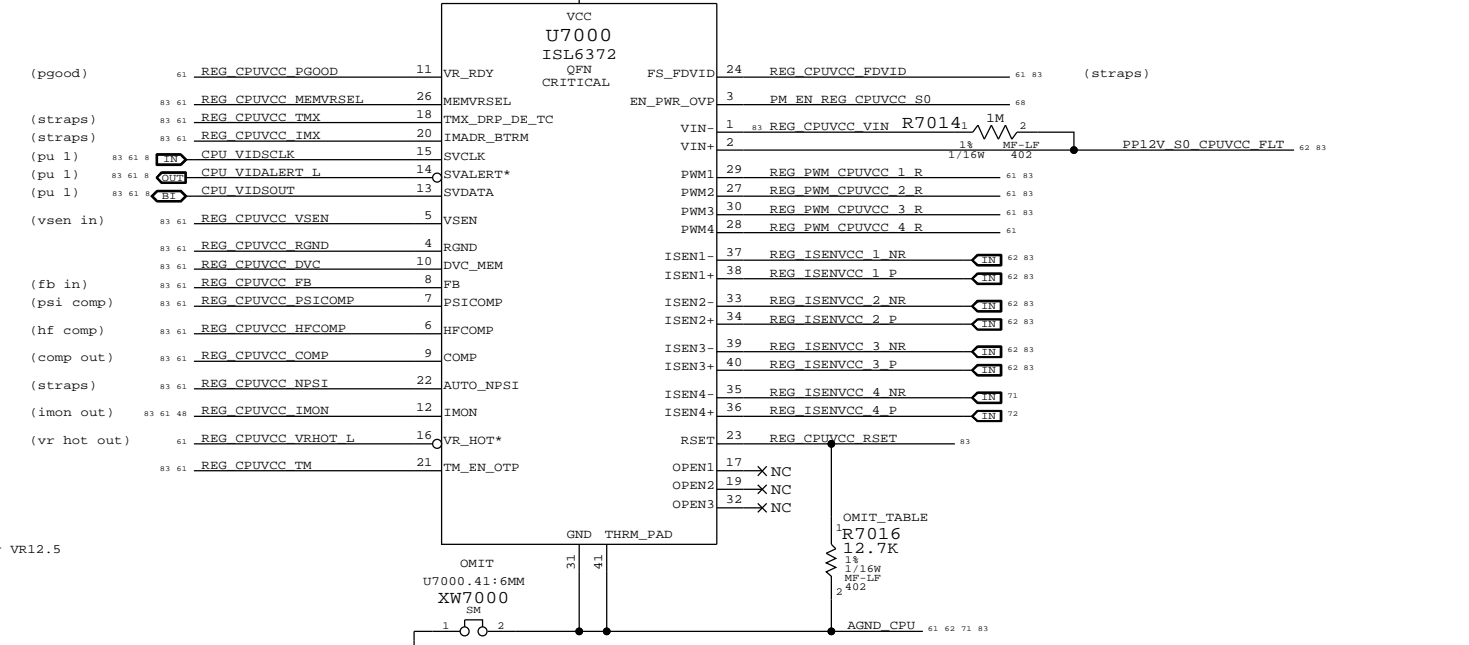 VCC
U7000
ISL6372
QFN
CRITICAL
(pgood) 61 REG_CPUVCC_PGOOD 11 VR_RDY
FS_FDVID 24 REG_CPUVCC_FDVID 61 83 (straps)
83 61 REG_CPUVCC_MEMVRSEL 26 MEMVRSEL
EN_PWR_OVP 3 PM_EN_REG_CPUVCC_S0 68
(straps) 83 61 REG_CPUVCC_TMX 18 TMX_DRP_DE_TC
VIN- 1 83 REG_CPUVCC_VIN R7014 1 1M 2
(straps) 83 61 REG_CPUVCC_IMX 20 IMADR_BTRM
VIN+ 2 1% MF-LF PP12V_S0_CPUVCC_FLT 62 83
1/16W 402
(pu 1) 83 61 8 IN CPU_VIDSCLK 15 SVCLK
(pu 1) 83 61 8 OUT CPU_VIDALERT_L 14 SVALERT*
PWM1 29 REG_PWM_CPUVCC_1_R 61 83
(pu 1) 83 61 8 BI CPU_VIDSOUT 13 SVDATA
PWM2 27 REG_PWM_CPUVCC_2_R 61 83
PWM3 30 REG_PWM_CPUVCC_3_R 61 83
(vsen in) 83 61 REG_CPUVCC_VSEN 5 VSEN
PWM4 28 REG_PWM_CPUVCC_4_R 61
83 61 REG_CPUVCC_RGND 4 RGND
ISEN1- 37 REG_ISENVCC_1_NR IN 62 83
83 61 REG_CPUVCC_DVC 10 DVC_MEM
ISEN1+ 38 REG_ISENVCC_1_P IN 62 83
(fb in) 83 61 REG_CPUVCC_FB 8 FB
(psi comp) 83 61 REG_CPUVCC_PSICOMP 7 PSICOMP
ISEN2- 33 REG_ISENVCC_2_NR IN 62 83
ISEN2+ 34 REG_ISENVCC_2_P IN 62 83
(hf comp) 83 61 REG_CPUVCC_HFCOMP 6 HFCOMP
ISEN3- 39 REG_ISENVCC_3_NR IN 62 83
(comp out) 83 61 REG_CPUVCC_COMP 9 COMP
ISEN3+ 40 REG_ISENVCC_3_P IN 62 83
(straps) 83 61 REG_CPUVCC_NPSI 22 AUTO_NPSI
ISEN4- 35 REG_ISENVCC_4_NR IN 71
(imon out) 83 61 48 REG_CPUVCC_IMON 12 IMON
ISEN4+ 36 REG_ISENVCC_4_P IN 72
(vr hot out) 61 REG_CPUVCC_VRHOT_L 16 VR_HOT*
RSET 23 REG_CPUVCC_RSET 83
83 61 REG_CPUVCC_TM 21 TM_EN_OTP
OPEN1 17 NC
OPEN2 19 NC
OPEN3 32 NC
GND THRM_PAD
31 41
OMIT_TABLE
1 R7016
12.7K
1%
1/16W
MF-LF
2 402
VR12.5
OMIT
U7000.41:6MM
XW7000
SM
1 2
AGND_CPU 61 62 71 83